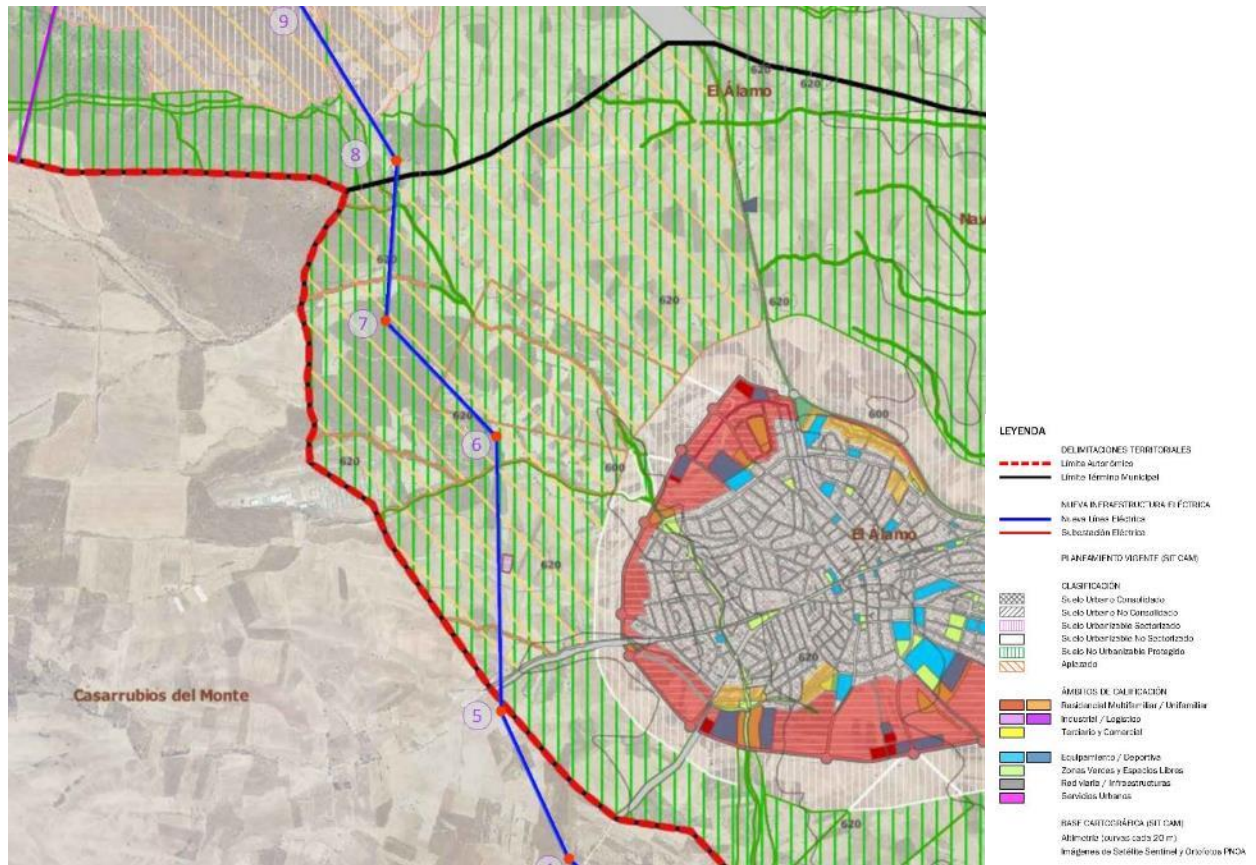 9
620
El Álamo
620
8
620
620
620
7
620
600
6
620
600
620
El Álamo
620
Casarrubios del Monte
5
620
LEYENDA
DELIMITACIONES TERRITORIALES
Límite Autonómico
Límite Término Municipal
NUEVA INFRAESTRUCTURA ELÉCTRICA
Nueva Línea Eléctrica
Subestación Eléctrica
PLANEAMIENTO VIGENTE (SIT CAM)
CLASIFICACIÓN
Suelo Urbano Consolidado
Suelo Urbano No Consolidado
Suelo Urbanizable Sectorizado
Suelo Urbanizable No Sectorizado
Suelo No Urbanizable Protegido
Aplazado
ÁMBITOS DE CALIFICACIÓN
Residencial Multifamiliar / Unifamiliar
Industrial / Logístico
Terciario y Comercial
Equipamiento / Deportivo
Zonas Verdes y Espacios Libres
Red viaria / Infraestructuras
Servicios Urbanos
BASE CARTOGRÁFICA (SIT CAM)
Altimetría (curvas cada 20 m)
Imágenes de Satélite Sentinel y Ortofotos PNOA